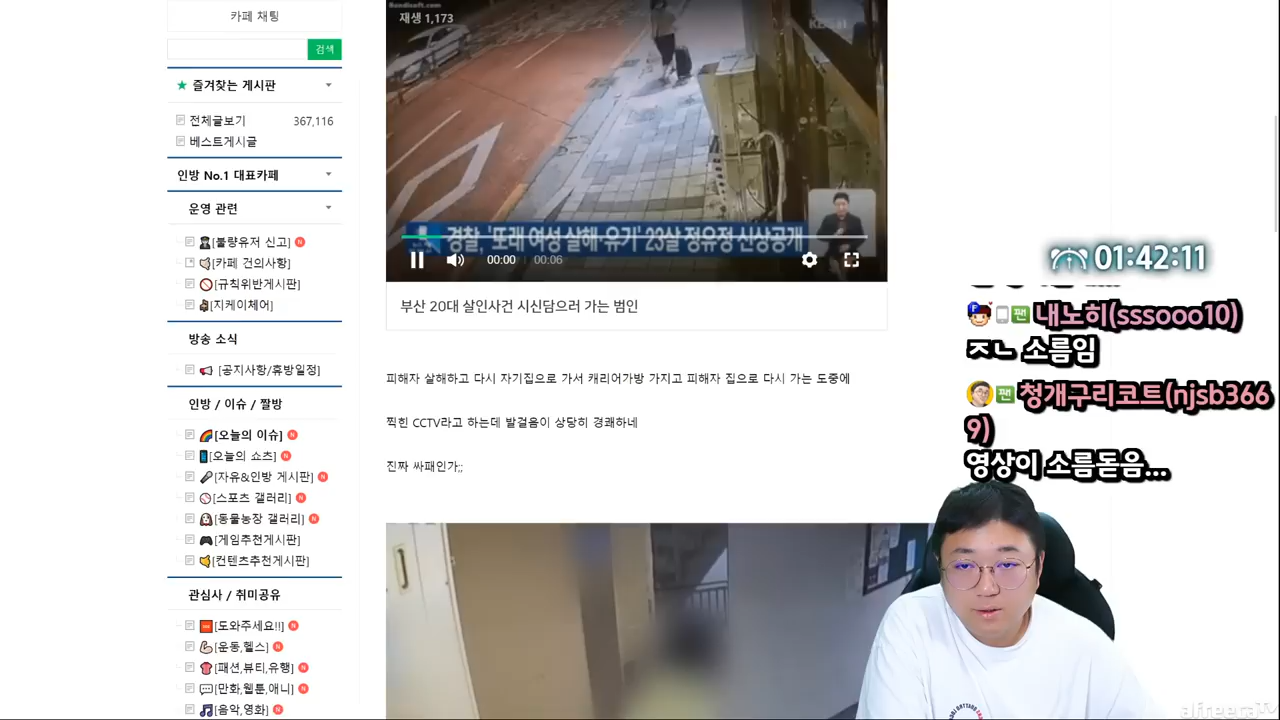 카페 채팅
검색
즐겨찾는 게시판
전체글보기 367,116
베스트게시글
인방 No.1 대표카페
운영 관련
[불량유저 신고] N
[카페 건의사항]
[규칙위반게시판]
[지케이체어]
방송 소식
[공지사항/휴방일정]
인방 / 이슈 / 짤방
[오늘의 이슈] N
[오늘의 쇼츠] N
[자유&인방 게시판] N
[스포츠 갤러리] N
[동물농장 갤러리] N
[게임추천게시판]
[컨텐츠추천게시판]
관심사 / 취미공유
[도와주세요!!] N
[운동,헬스] N
[패션,뷰티,유행] N
[만화,웹툰,애니] N
[음악,영화] N
Bandisoft.com
재생 1,173
경찰, '또래 여성 살해·유기' 23살 정유정 신상공개
00:00 00:06
부산 20대 살인사건 시신담으러 가는 범인
피해자 살해하고 다시 자기집으로 가서 캐리어가방 가지고 피해자 집으로 다시 가는 도중에
찍힌 CCTV라고 하는데 발걸음이 상당히 경쾌하네
진짜 싸패인가;;
01:42:11
팬 내노히(sssooo10)
ㅈㄴ 소름임
팬 청개구리코트(njsb366
9)
영상이 소름돋음...
afreecaTV